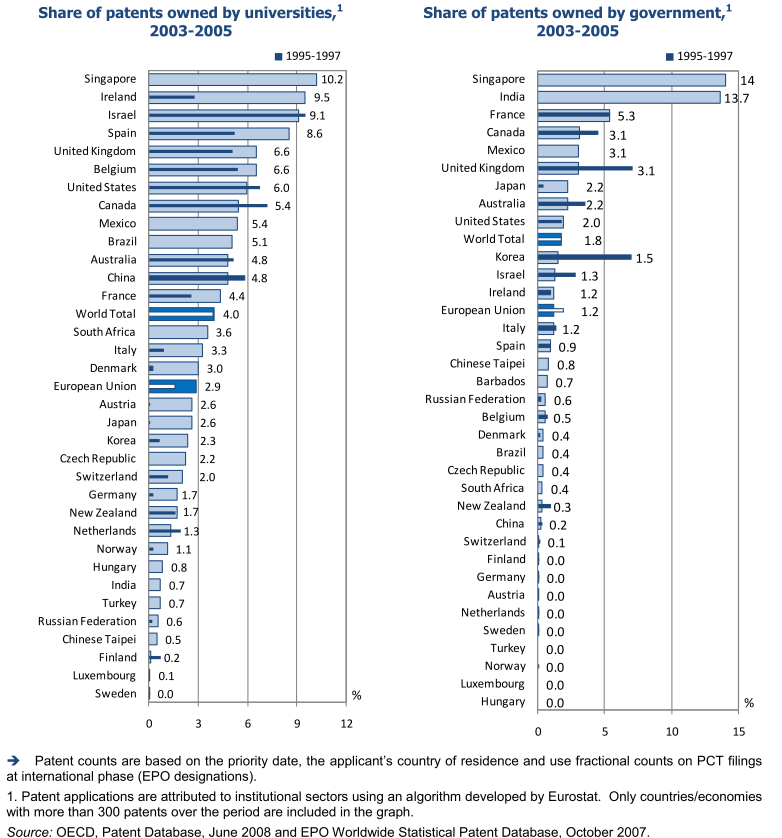 Share of patents owned by universities,1
2003-2005
1995-1997
Singapore 10.2
Ireland 9.5
Israel 9.1
Spain 8.6
United Kingdom 6.6
Belgium 6.6
United States 6.0
Canada 5.4
Mexico 5.4
Brazil 5.1
Australia 4.8
China 4.8
France 4.4
World Total 4.0
South Africa 3.6
Italy 3.3
Denmark 3.0
European Union 2.9
Austria 2.6
Japan 2.6
Korea 2.3
Czech Republic 2.2
Switzerland 2.0
Germany 1.7
New Zealand 1.7
Netherlands 1.3
Norway 1.1
Hungary 0.8
India 0.7
Turkey 0.7
Russian Federation 0.6
Chinese Taipei 0.5
Finland 0.2
Luxembourg 0.1
Sweden 0.0
%
0 3 6 9 12
Share of patents owned by government,1
2003-2005
1995-1997
Singapore 14
India 13.7
France 5.3
Canada 3.1
Mexico 3.1
United Kingdom 3.1
Japan 2.2
Australia 2.2
United States 2.0
World Total 1.8
Korea 1.5
Israel 1.3
Ireland 1.2
European Union 1.2
Italy 1.2
Spain 0.9
Chinese Taipei 0.8
Barbados 0.7
Russian Federation 0.6
Belgium 0.5
Denmark 0.4
Brazil 0.4
Czech Republic 0.4
South Africa 0.4
New Zealand 0.3
China 0.2
Switzerland 0.1
Finland 0.0
Germany 0.0
Austria 0.0
Netherlands 0.0
Sweden 0.0
Turkey 0.0
Norway 0.0
Luxembourg 0.0
Hungary 0.0
%
0 5 10 15
➔ Patent counts are based on the priority date, the applicant's country of residence and use fractional counts on PCT filings
at international phase (EPO designations).
1. Patent applications are attributed to institutional sectors using an algorithm developed by Eurostat. Only countries/economies
with more than 300 patents over the period are included in the graph.
Source: OECD, Patent Database, June 2008 and EPO Worldwide Statistical Patent Database, October 2007.